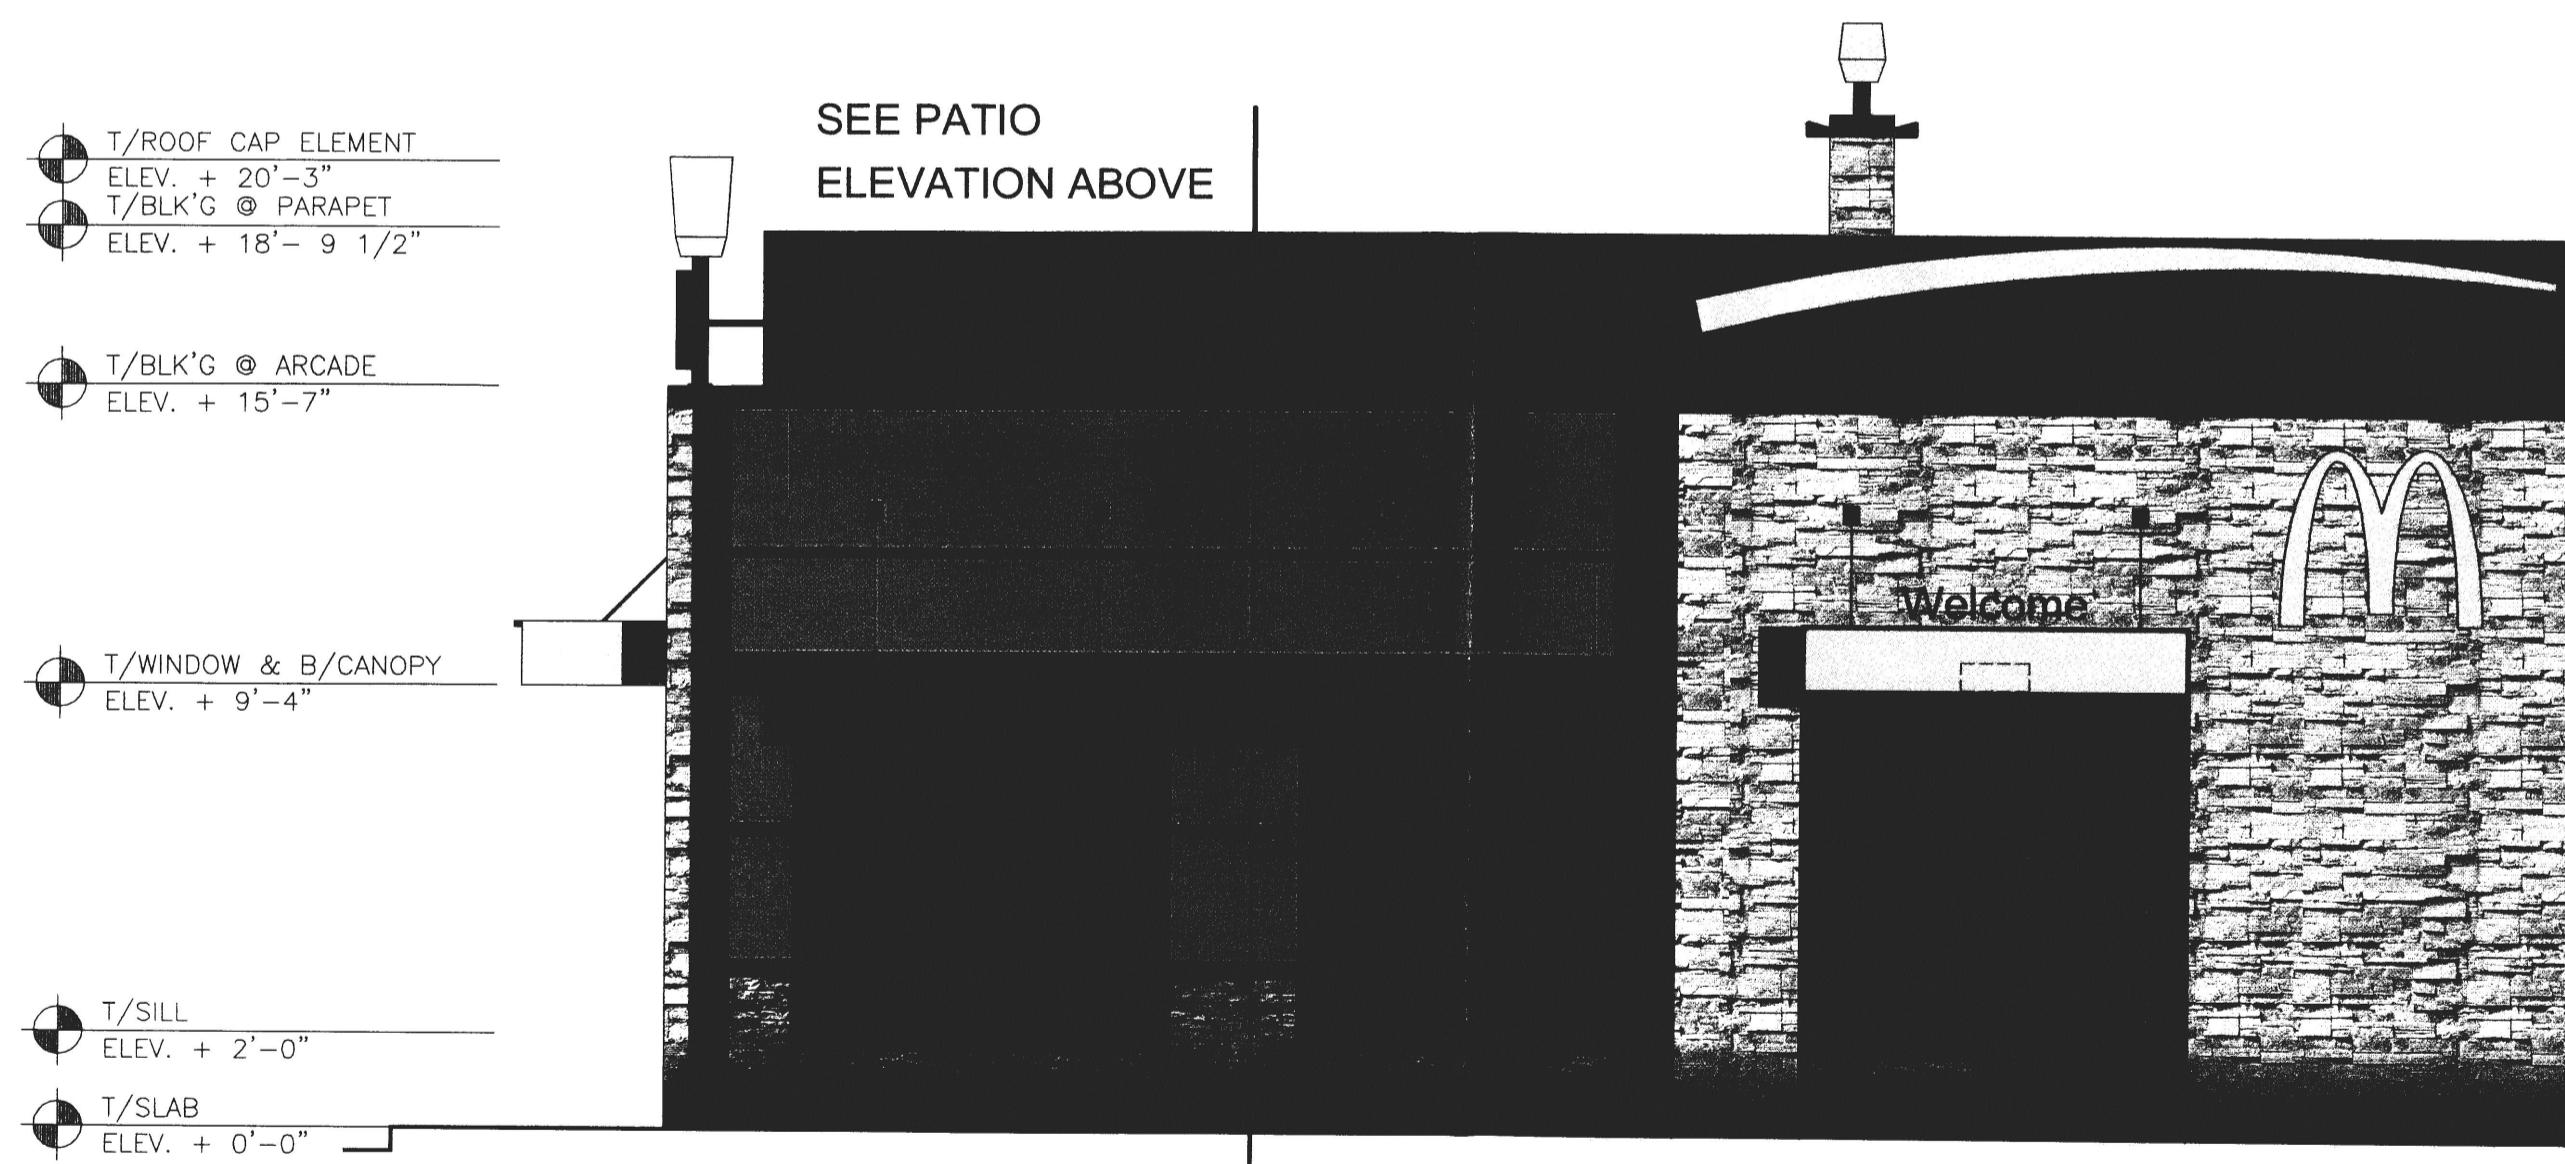 T/ROOF CAP ELEMENT
ELEV. + 20'-3"
T/BLK'G @ PARAPET
ELEV. + 18'- 9 1/2"
T/BLK'G @ ARCADE
ELEV. + 15'-7"
T/WINDOW & B/CANOPY
ELEV. + 9'-4"
T/SILL
ELEV. + 2'-0"
T/SLAB
ELEV. + 0'-0"
SEE PATIO
ELEVATION ABOVE
Welcome